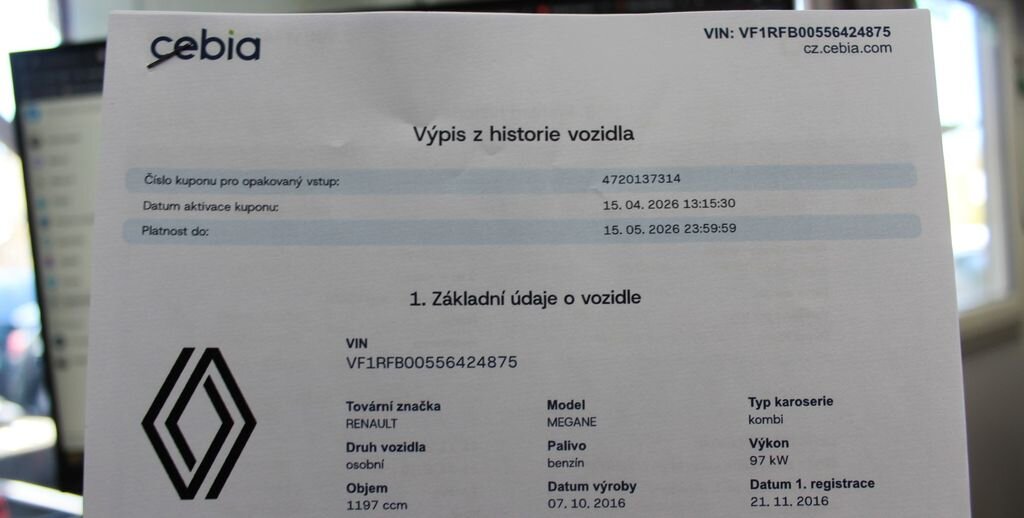 cebia
VIN: VF1RFB00556424875
cz.cebia.com
Výpis z historie vozidla
Číslo kuponu pro opakovaný vstup: 4720137314
Datum aktivace kuponu: 15. 04. 2026 13:15:30
Platnost do: 15. 05. 2026 23:59:59
1. Základní údaje o vozidle
VIN
VF1RFB00556424875
Tovární značka Model Typ karoserie
RENAULT MEGANE kombi
Druh vozidla Palivo Výkon
osobní benzín 97 kW
Objem Datum výroby Datum 1. registrace
1197 ccm 07. 10. 2016 21. 11. 2016